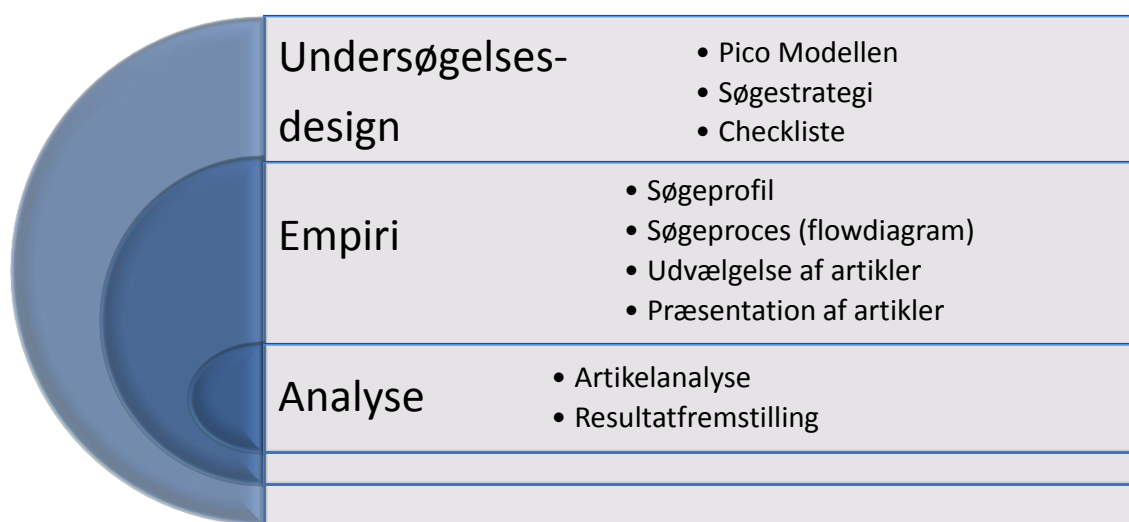 Undersøgelses-
design
• Pico Modellen
• Søgestrategi
• Checkliste
Empiri
• Søgeprofil
• Søgeproces (flowdiagram)
• Udvælgelse af artikler
• Præsentation af artikler
Analyse
• Artikelanalyse
• Resultatfremstilling